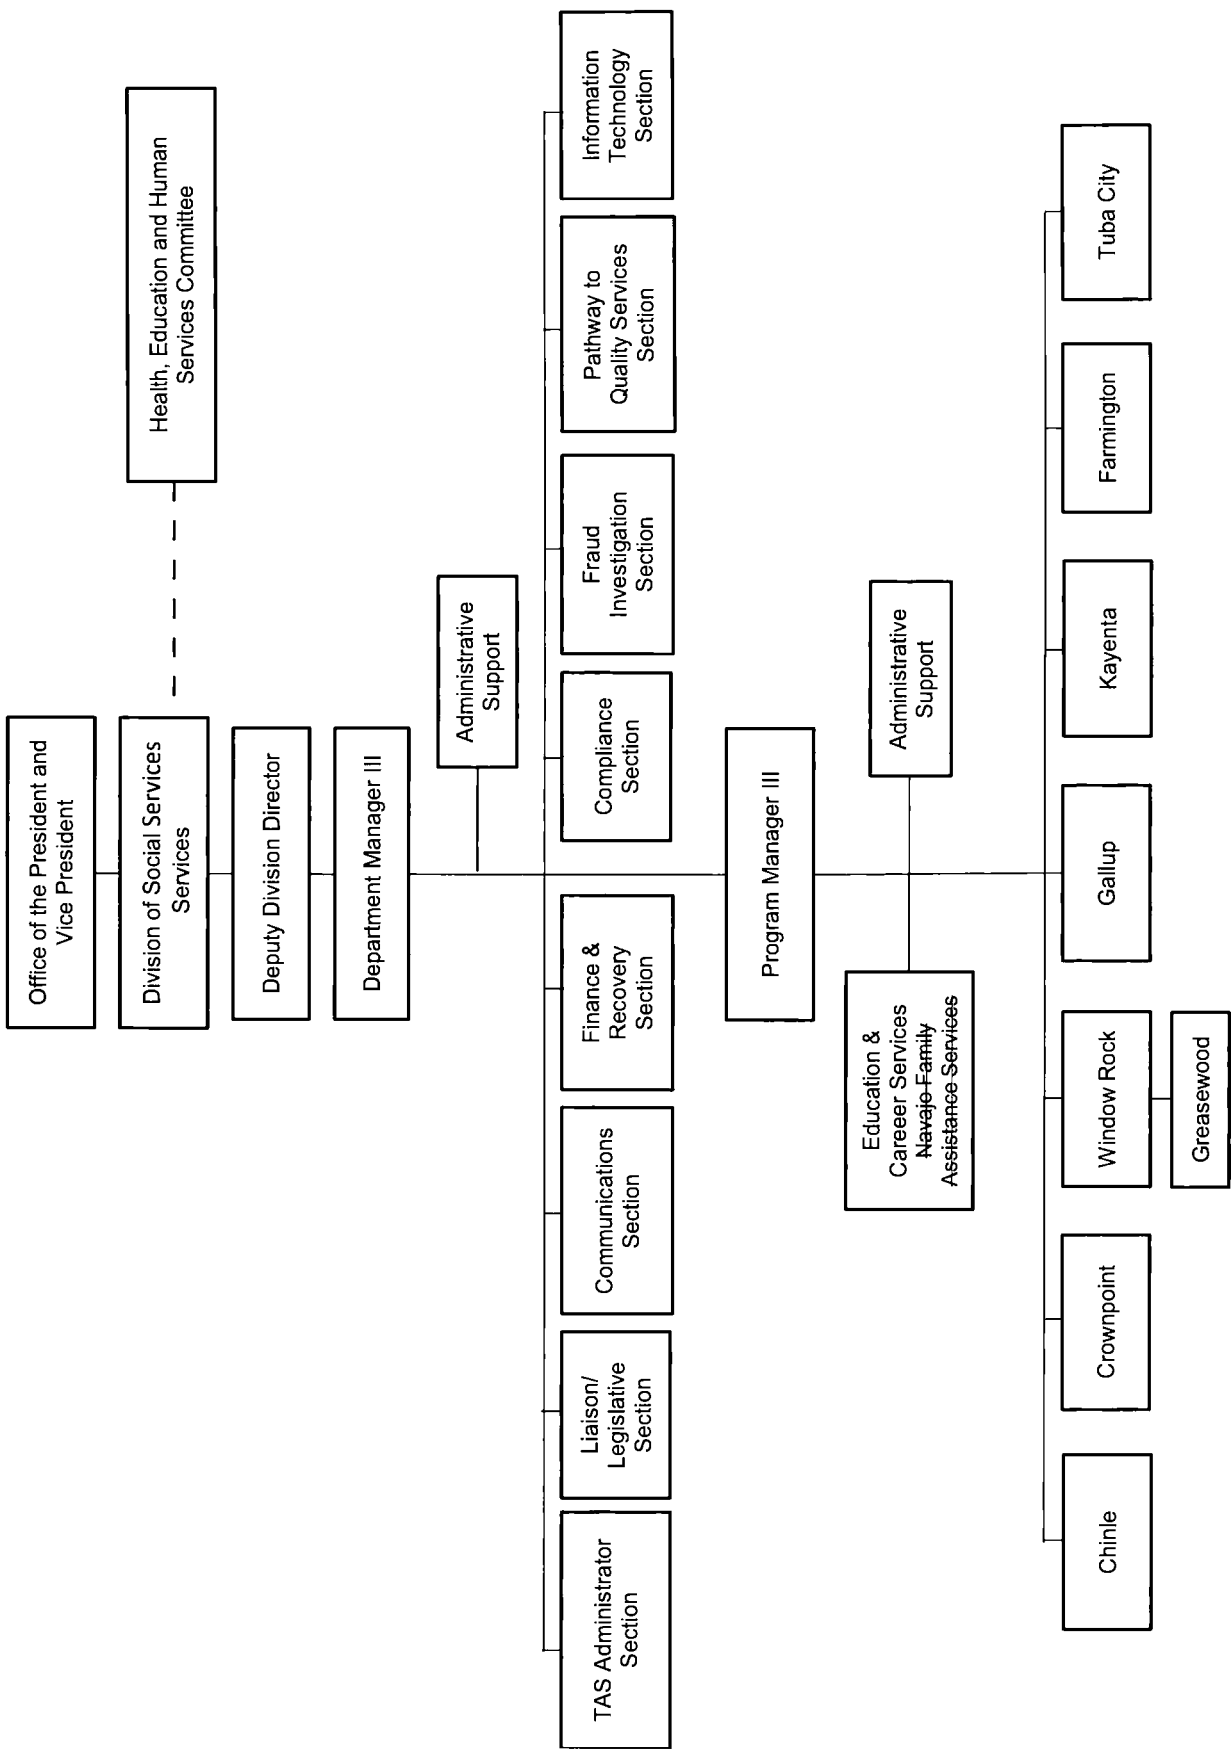 Office of the President and
Vice President
Health, Education and Human
Services Committee
Division of Social Services
Services
Deputy Division Director
Department Manager III
Administrative
Support
TAS Administrator
Section
Liaison/
Legislative
Section
Communications
Section
Finance &
Recovery
Section
Compliance
Section
Fraud
Investigation
Section
Pathway to
Quality Services
Section
Information
Technology
Section
Program Manager III
Education &
Career Services
Navajo Family
Assistance Services
Administrative
Support
Chinle
Crownpoint
Window Rock
Gallup
Kayenta
Farmington
Tuba City
Greasewood